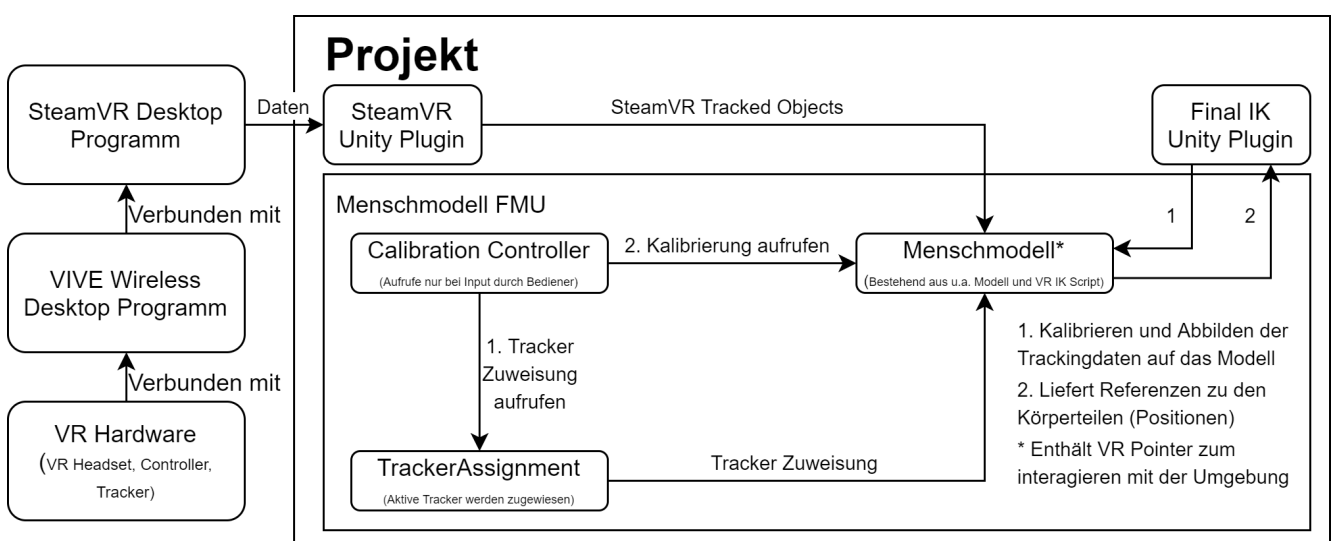 Projekt
SteamVR Desktop
Programm
Daten
SteamVR
Unity Plugin
SteamVR Tracked Objects
Final IK
Unity Plugin
Verbunden mit
VIVE Wireless
Desktop Programm
Verbunden mit
VR Hardware
(VR Headset, Controller,
Tracker)
Menschmodell FMU
Calibration Controller
(Aufrufe nur bei Input durch Bediener)
2. Kalibrierung aufrufen
Menschmodell*
(Bestehend aus u.a. Modell und VR IK Script)
1
2
1. Tracker
Zuweisung
aufrufen
TrackerAssignment
(Aktive Tracker werden zugewiesen)
Tracker Zuweisung
1. Kalibrieren und Abbilden der
Trackingdaten auf das Modell
2. Liefert Referenzen zu den
Körperteilen (Positionen)
* Enthält VR Pointer zum
interagieren mit der Umgebung